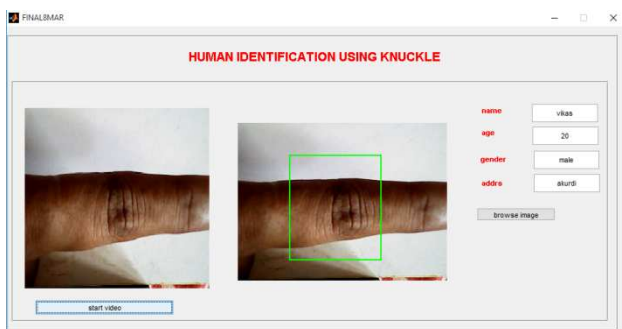 FINAL8MAR
HUMAN IDENTIFICATION USING KNUCKLE
name vikas
age 20
gender male
addrs akurdi
browse image
start video